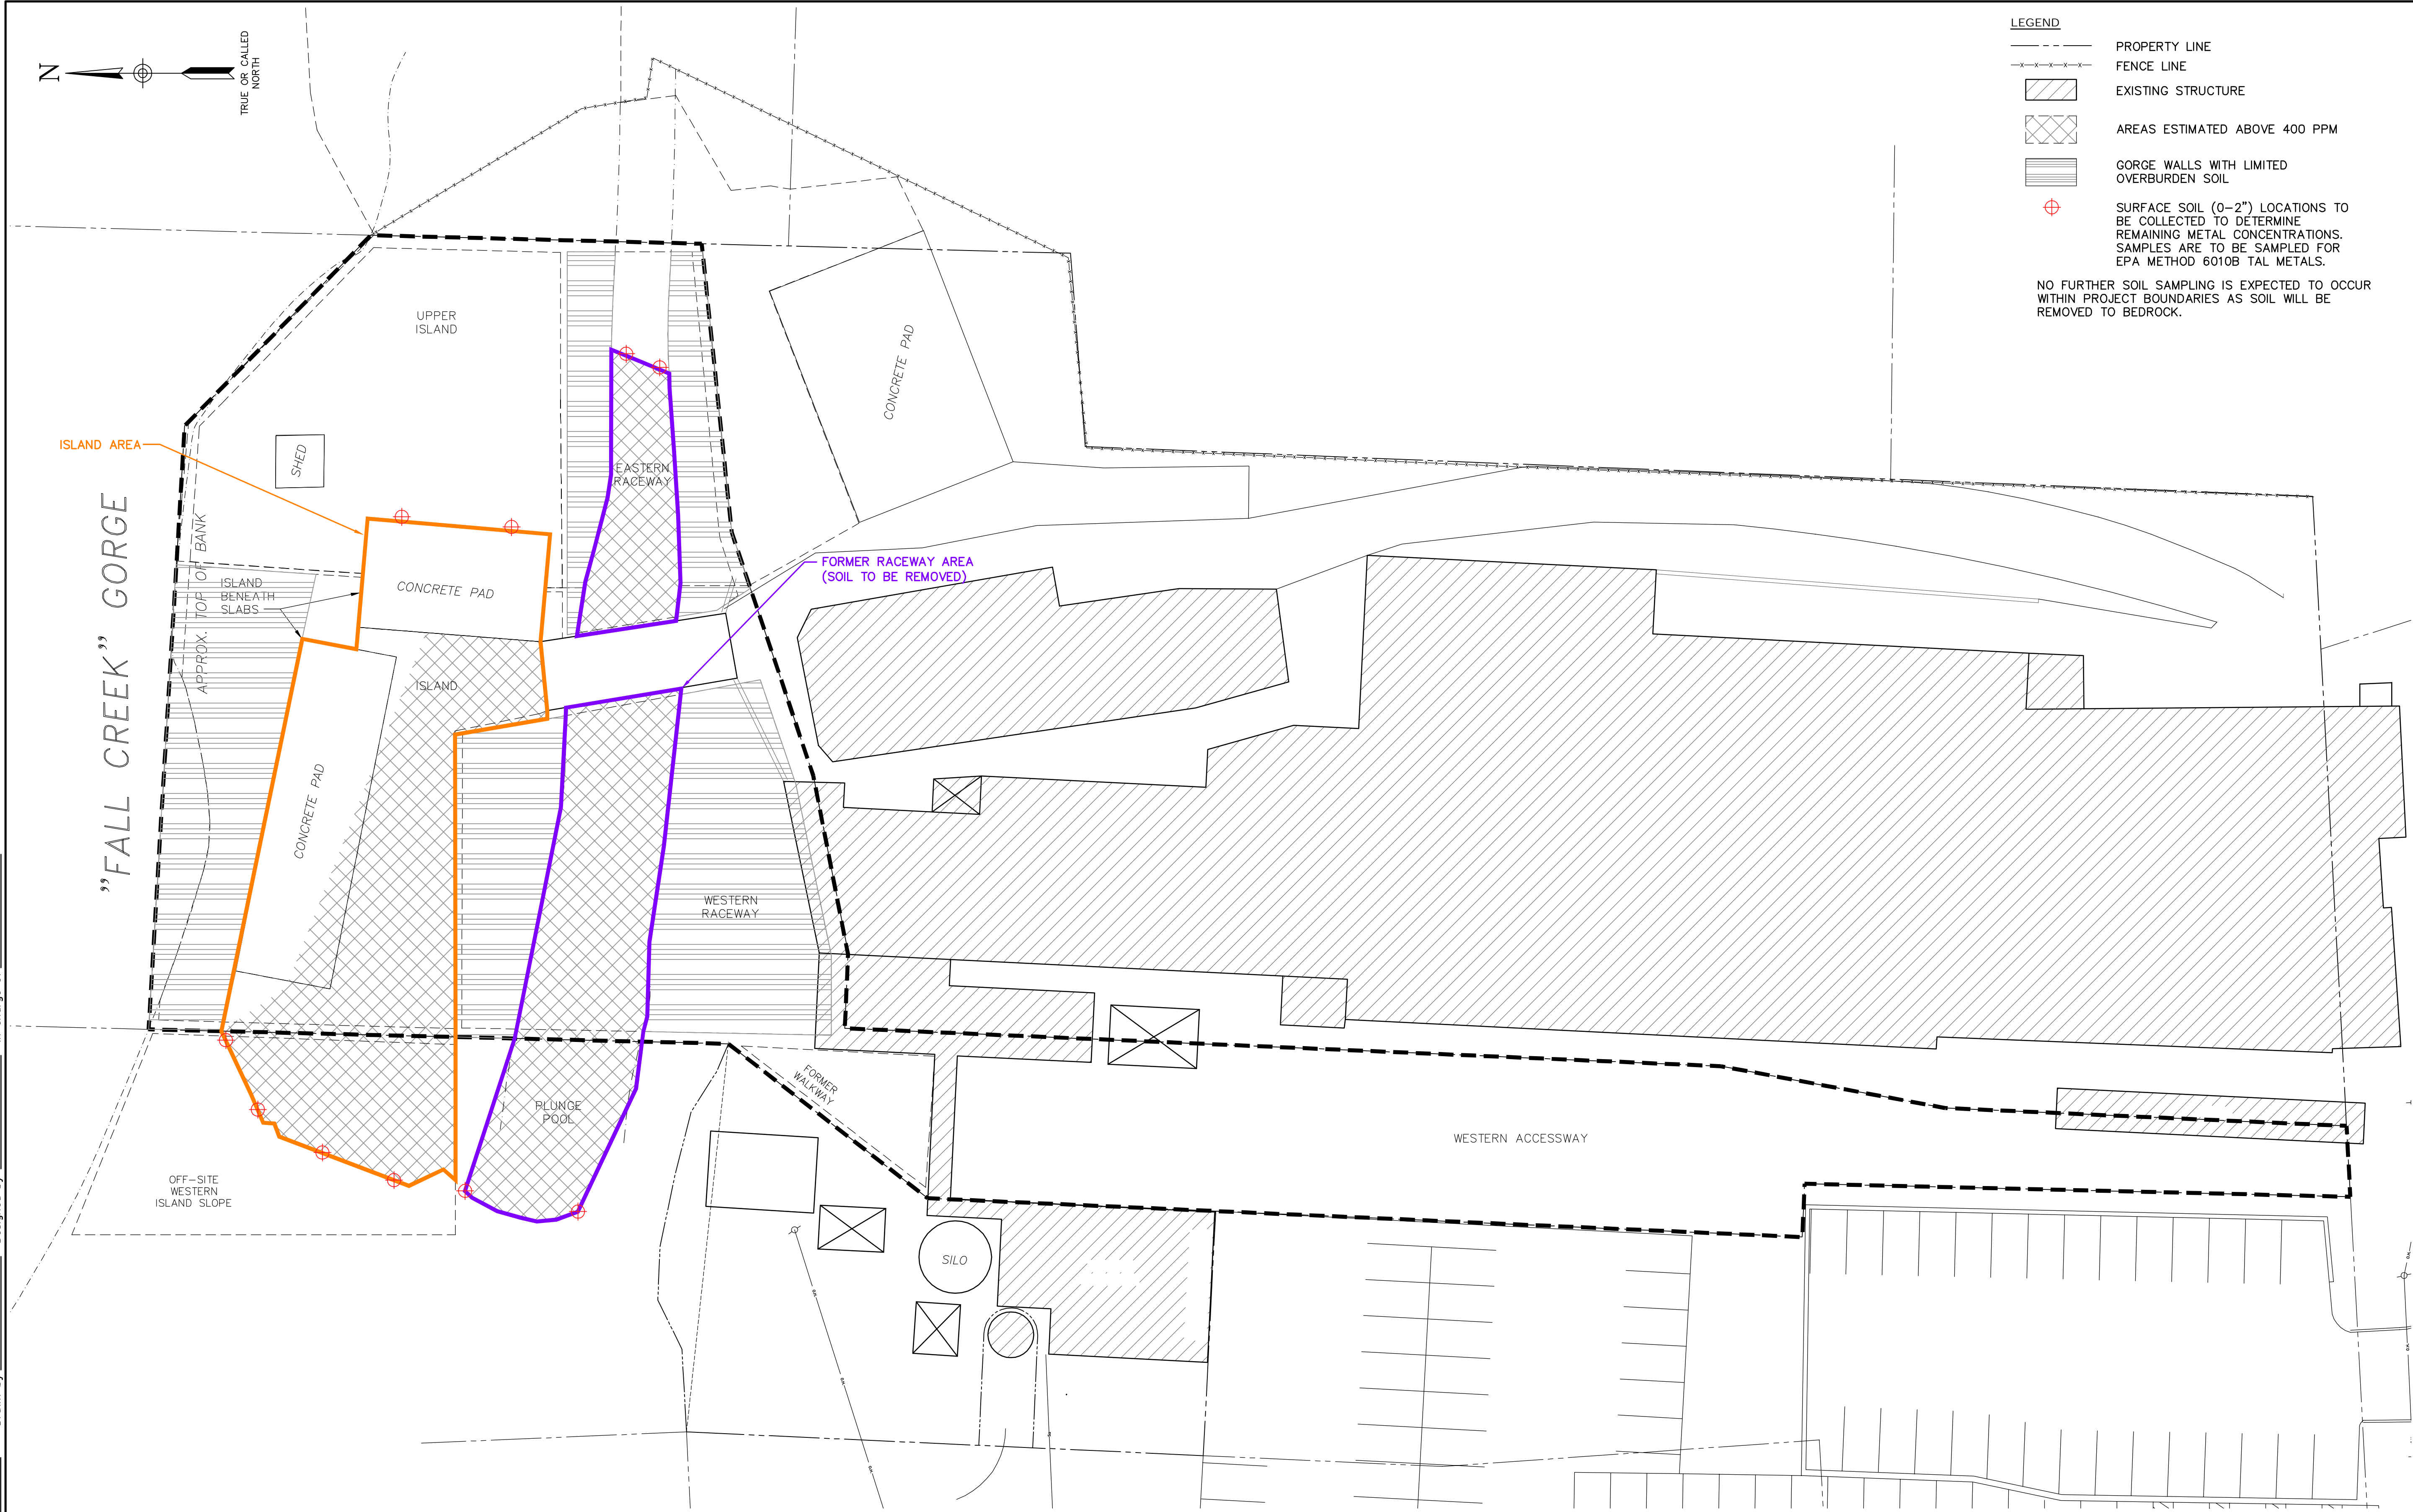 N
TRUE OR CALLED
NORTH
LEGEND
PROPERTY LINE
FENCE LINE
EXISTING STRUCTURE
AREAS ESTIMATED ABOVE 400 PPM
GORGE WALLS WITH LIMITED
OVERBURDEN SOIL
SURFACE SOIL (0-2") LOCATIONS TO
BE COLLECTED TO DETERMINE
REMAINING METAL CONCENTRATIONS.
SAMPLES ARE TO BE SAMPLED FOR
EPA METHOD 6010B TAL METALS.
NO FURTHER SOIL SAMPLING IS EXPECTED TO OCCUR
WITHIN PROJECT BOUNDARIES AS SOIL WILL BE
REMOVED TO BEDROCK.
UPPER
ISLAND
CONCRETE PAD
ISLAND AREA
SHED
EASTERN
RACEWAY
"FALL CREEK" GORGE
APPROX. TOP OF BANK
ISLAND
BENEATH
SLABS
CONCRETE PAD
FORMER RACEWAY AREA
(SOIL TO BE REMOVED)
ISLAND
CONCRETE PAD
WESTERN
RACEWAY
FORMER
WALKWAY
PLUNGE
POOL
WESTERN ACCESSWAY
OFF-SITE
WESTERN
ISLAND SLOPE
SILO